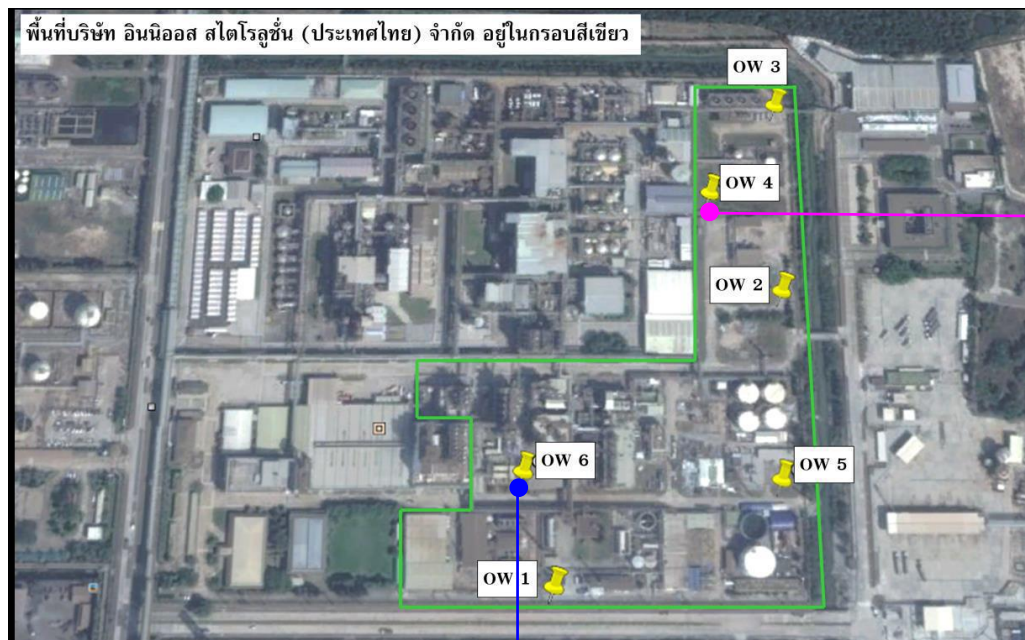 พื้นที่บริษัท อินนิออส สไตโรลูชั่น (ประเทศไทย) จำกัด อยู่ในกรอบสีเขียว
OW 3
OW 4
OW 2
OW 6
OW 5
OW 1